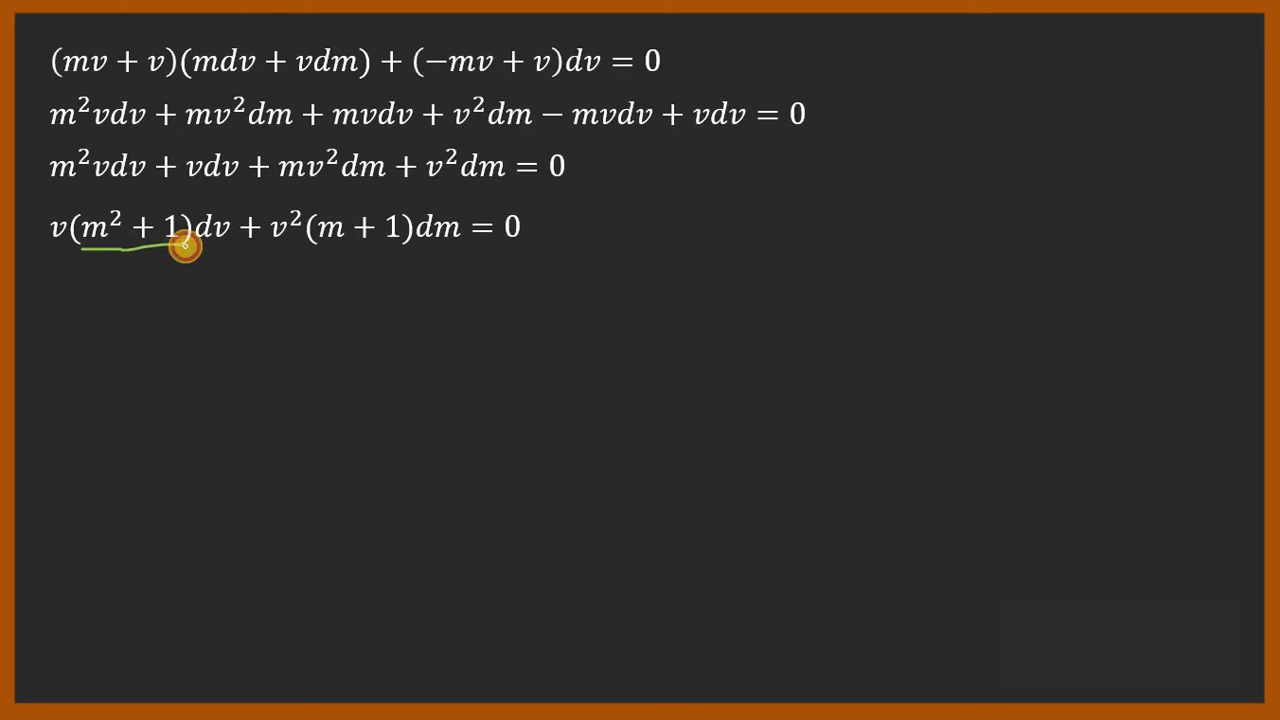 (mv + v)(mdv + vdm) + (−mv + v)dv = 0
m²vdv + mv²dm + mvdv + v²dm − mvdv + vdv = 0
m²vdv + vdv + mv²dm + v²dm = 0
v(m² + 1)dv + v²(m + 1)dm = 0